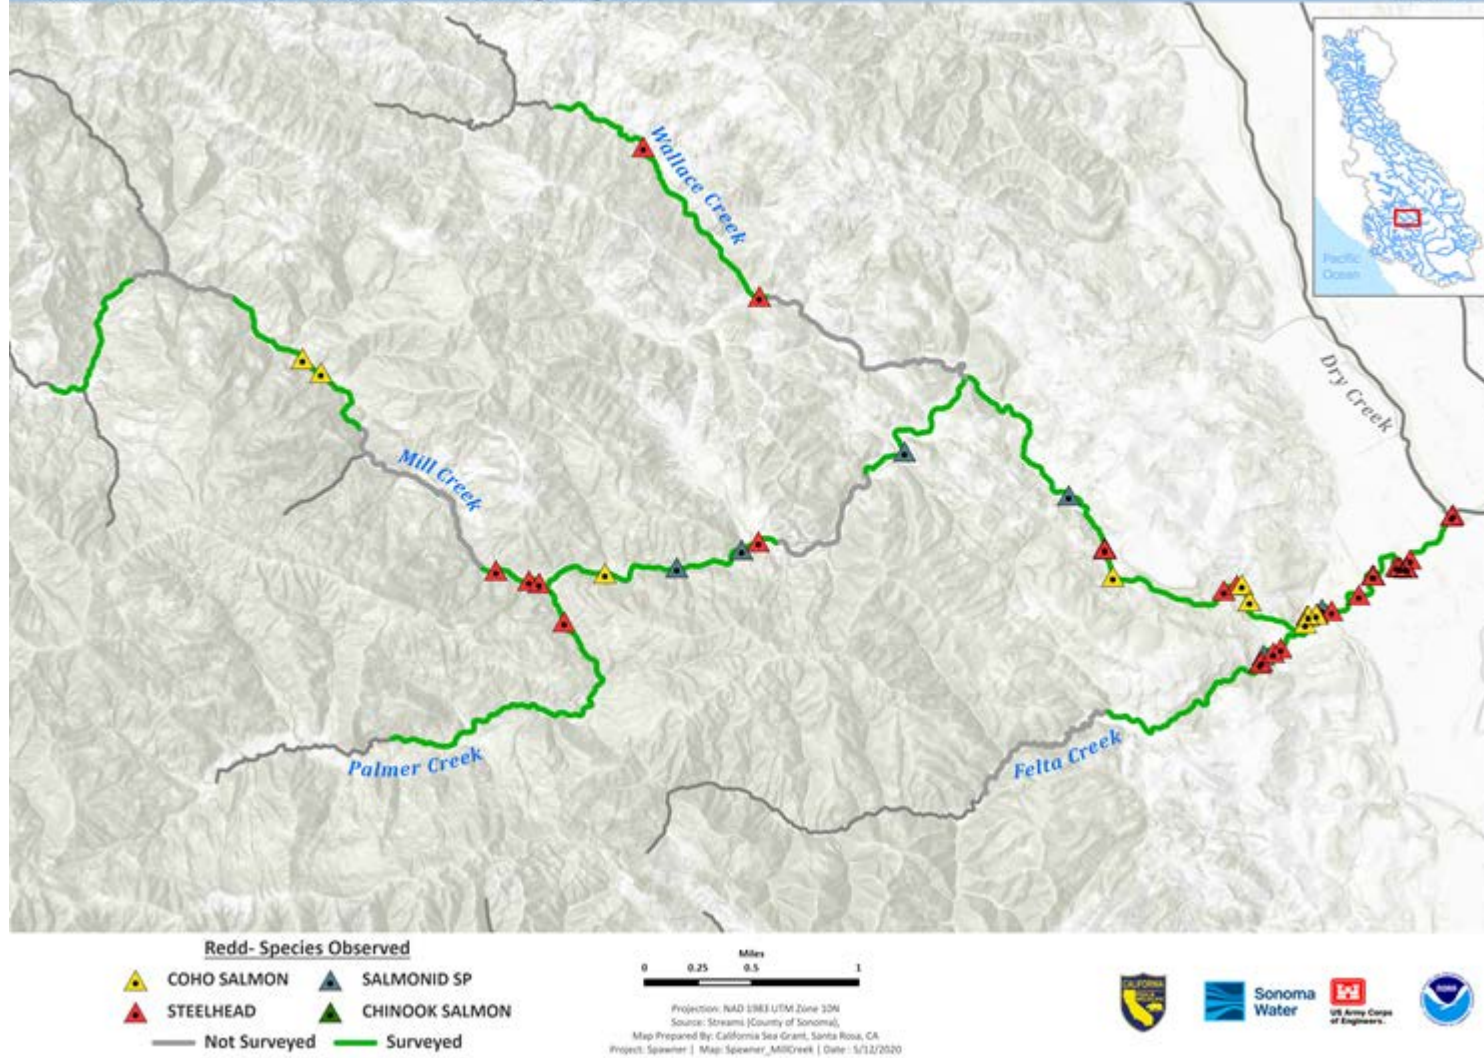 Wallace Creek
Pacific
Ocean
Dry Creek
Mill Creek
Palmer Creek
Felta Creek
Redd- Species Observed
COHO SALMON
SALMONID SP
STEELHEAD
CHINOOK SALMON
Not Surveyed
Surveyed
Miles
0 0.25 0.5 1
Projection: NAD 1983 UTM Zone 10N
Source: Streams (County of Sonoma),
Map Prepared By: California Sea Grant, Santa Rosa, CA
Project: Spawner | Map: Spawner_MillCreek | Date : 5/12/2020
CALIFORNIA
Sonoma
Water
US Army Corps
of Engineers.
NOAA